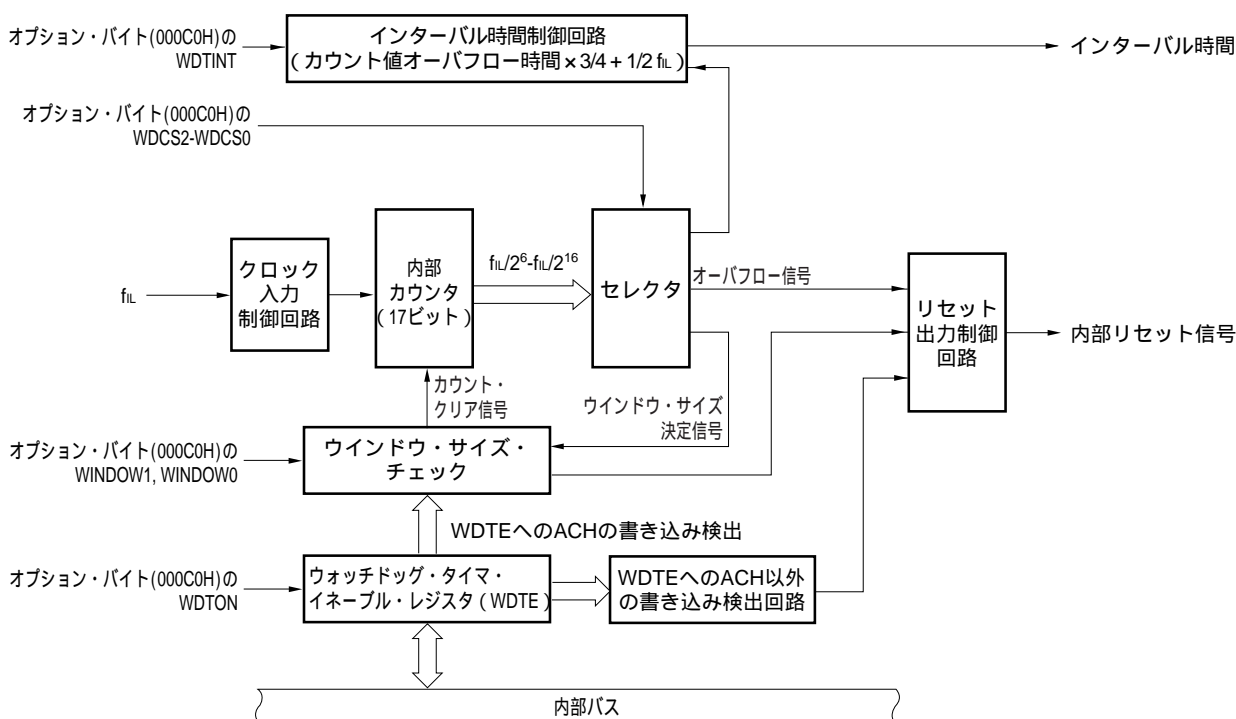 オプション・バイト(000C0H)の
WDTINT
インターバル時間制御回路
(カウント値オーバフロー時間×3/4+1/2 fIL)
インターバル時間
オプション・バイト(000C0H)の
WDCS2-WDCS0
fIL
クロック
入力
制御回路
内部
カウンタ
(17ビット)
fIL/2⁶-fIL/2¹⁶
セレクタ
オーバフロー信号
リセット
出力制御
回路
内部リセット信号
カウント・
クリア信号
ウインドウ・サイズ
決定信号
オプション・バイト(000C0H)の
WINDOW1, WINDOW0
ウインドウ・サイズ・
チェック
WDTEへのACHの書き込み検出
オプション・バイト(000C0H)の
WDTON
ウォッチドッグ・タイマ・
イネーブル・レジスタ(WDTE)
WDTEへのACH以外
の書き込み検出回路
内部バス